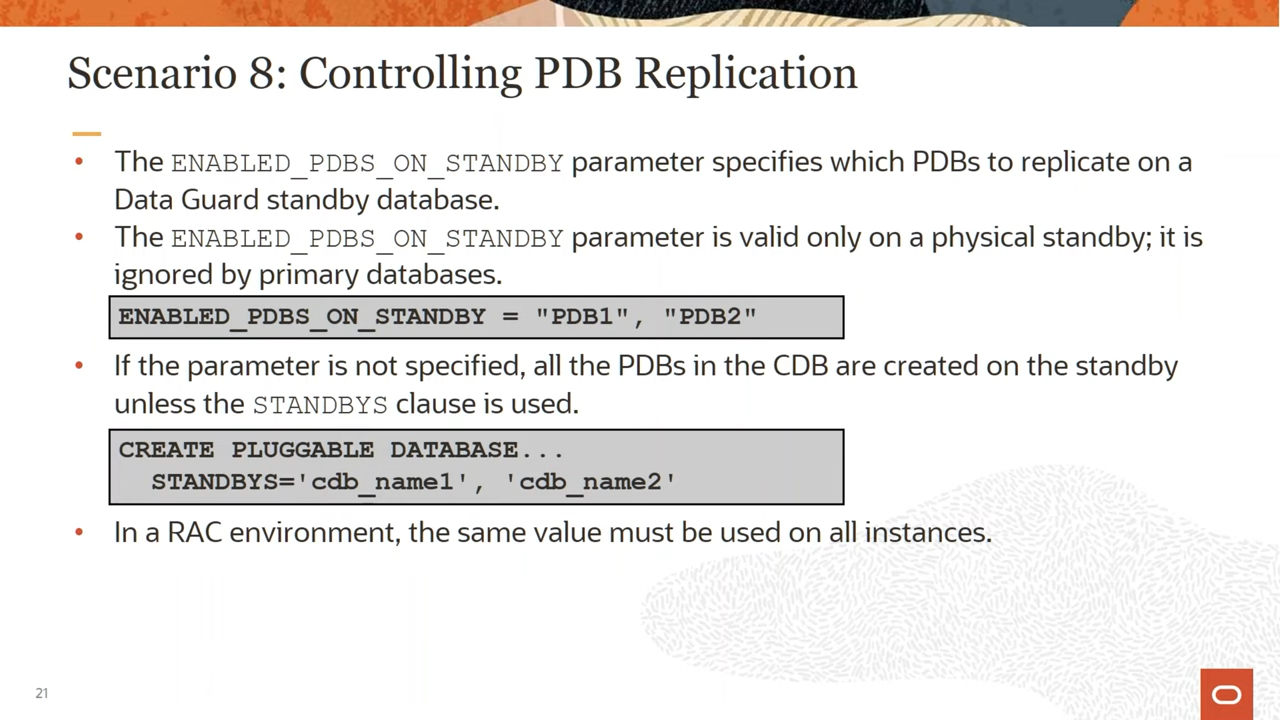 Scenario 8: Controlling PDB Replication
• The ENABLED_PDBS_ON_STANDBY parameter specifies which PDBs to replicate on a
Data Guard standby database.
• The ENABLED_PDBS_ON_STANDBY parameter is valid only on a physical standby; it is
ignored by primary databases.
ENABLED_PDBS_ON_STANDBY = "PDB1", "PDB2"
• If the parameter is not specified, all the PDBs in the CDB are created on the standby
unless the STANDBYS clause is used.
CREATE PLUGGABLE DATABASE...
STANDBYS='cdb_name1', 'cdb_name2'
• In a RAC environment, the same value must be used on all instances.
21